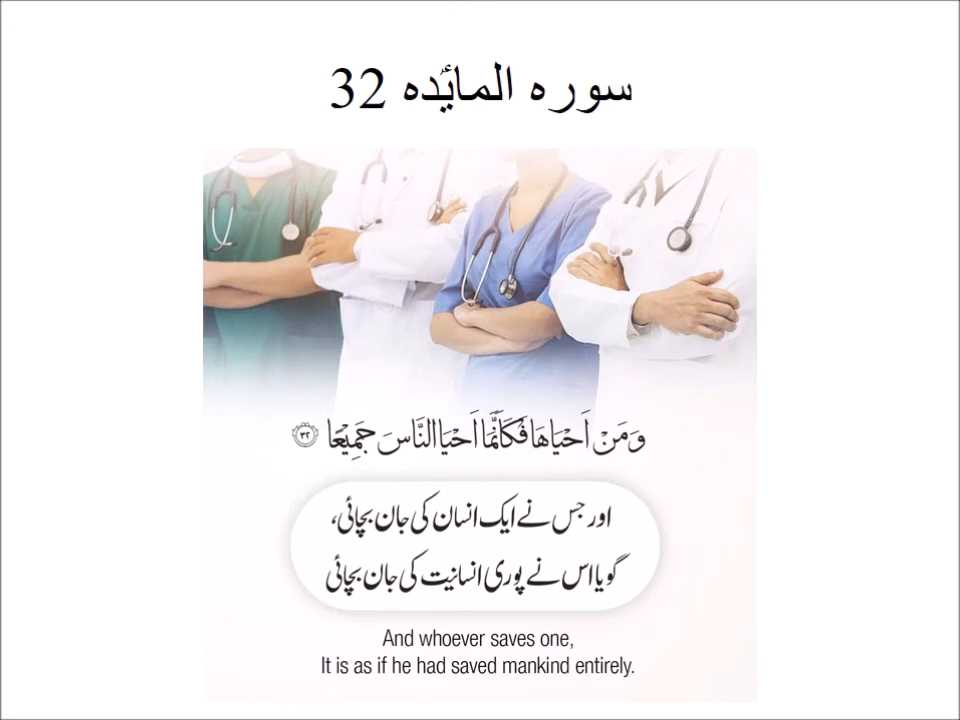 سورہ المائدہ 32
وَمَنْ أَحْيَاهَا فَكَأَنَّمَا أَحْيَا النَّاسَ جَمِيعًا ۝٣٢
اور جس نے ایک انسان کی جان بچائی،
گویا اس نے پوری انسانیت کی جان بچائی
And whoever saves one,
It is as if he had saved mankind entirely.